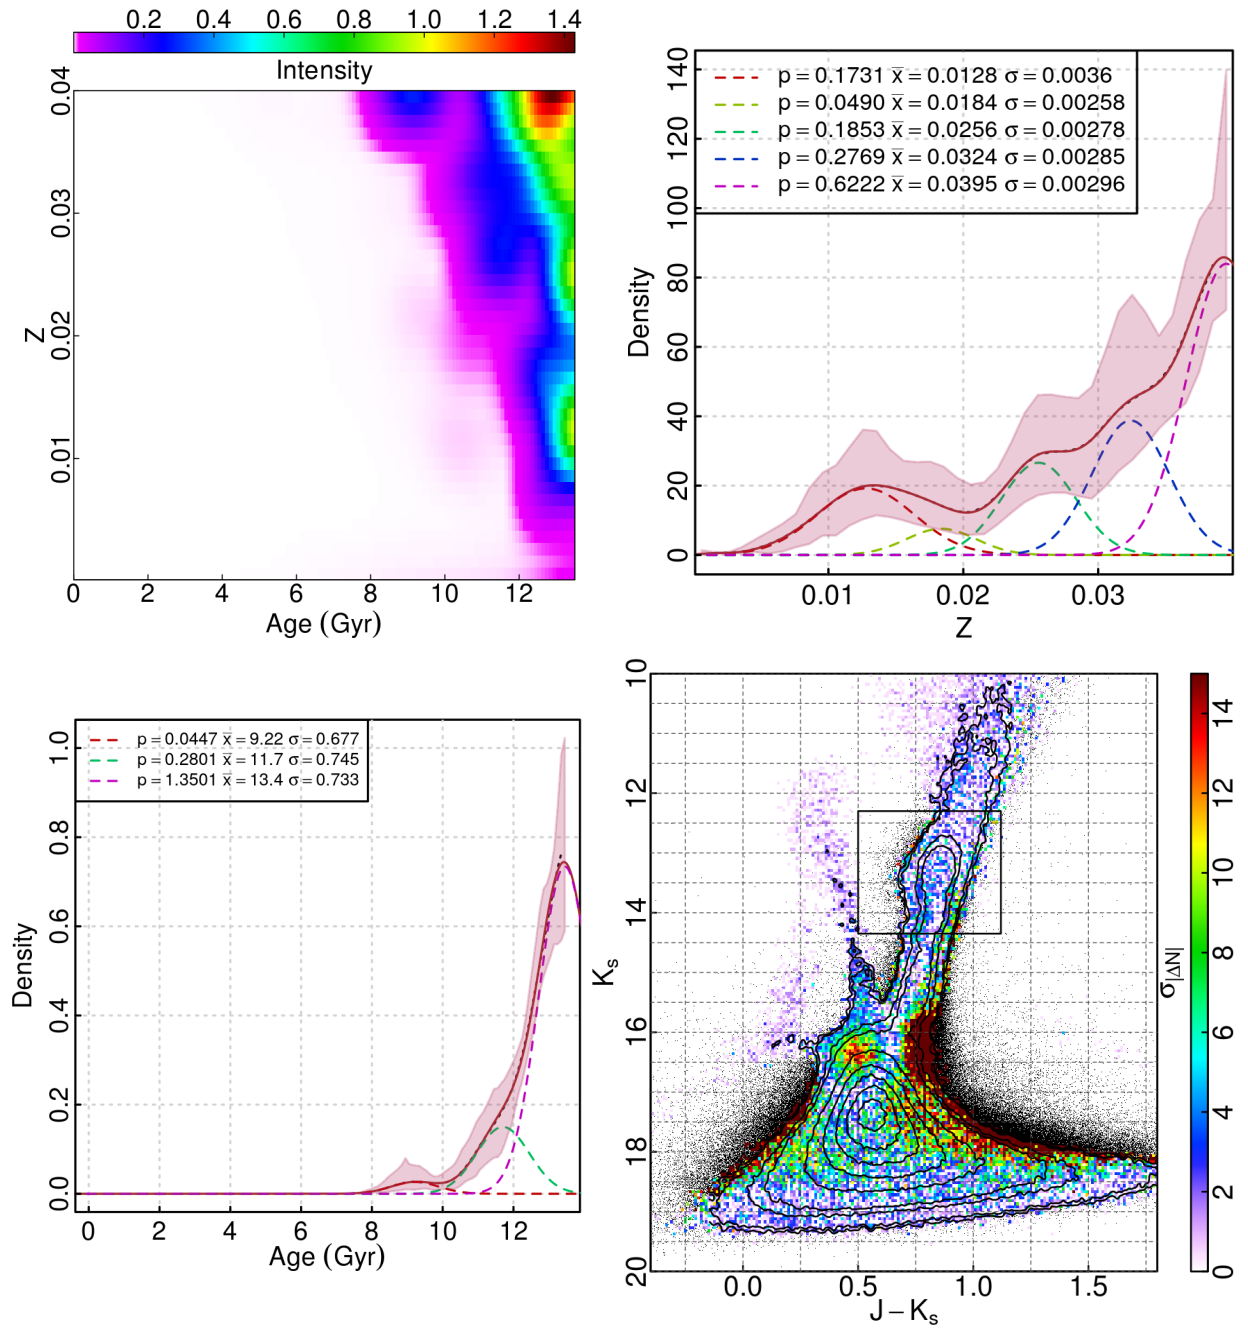 0.2 0.4 0.6 0.8 1.0 1.2 1.4
Intensity
0.04
0.03
0.02
0.01
Z
0 2 4 6 8 10 12
Age (Gyr)
p = 0.1731 x̅ = 0.0128 σ = 0.0036
p = 0.0490 x̅ = 0.0184 σ = 0.00258
p = 0.1853 x̅ = 0.0256 σ = 0.00278
p = 0.2769 x̅ = 0.0324 σ = 0.00285
p = 0.6222 x̅ = 0.0395 σ = 0.00296
140
120
100
80
60
40
20
0
Density
0.01 0.02 0.03
Z
p = 0.0447 x̅ = 9.22 σ = 0.677
p = 0.2801 x̅ = 11.7 σ = 0.745
p = 1.3501 x̅ = 13.4 σ = 0.733
1.0
0.8
0.6
0.4
0.2
0.0
Density
0 2 4 6 8 10 12
Age (Gyr)
10
12
14
16
18
20
Kₛ
0.0 0.5 1.0 1.5
J − Kₛ
14
12
10
8
6
4
2
0
σ|ΔN|